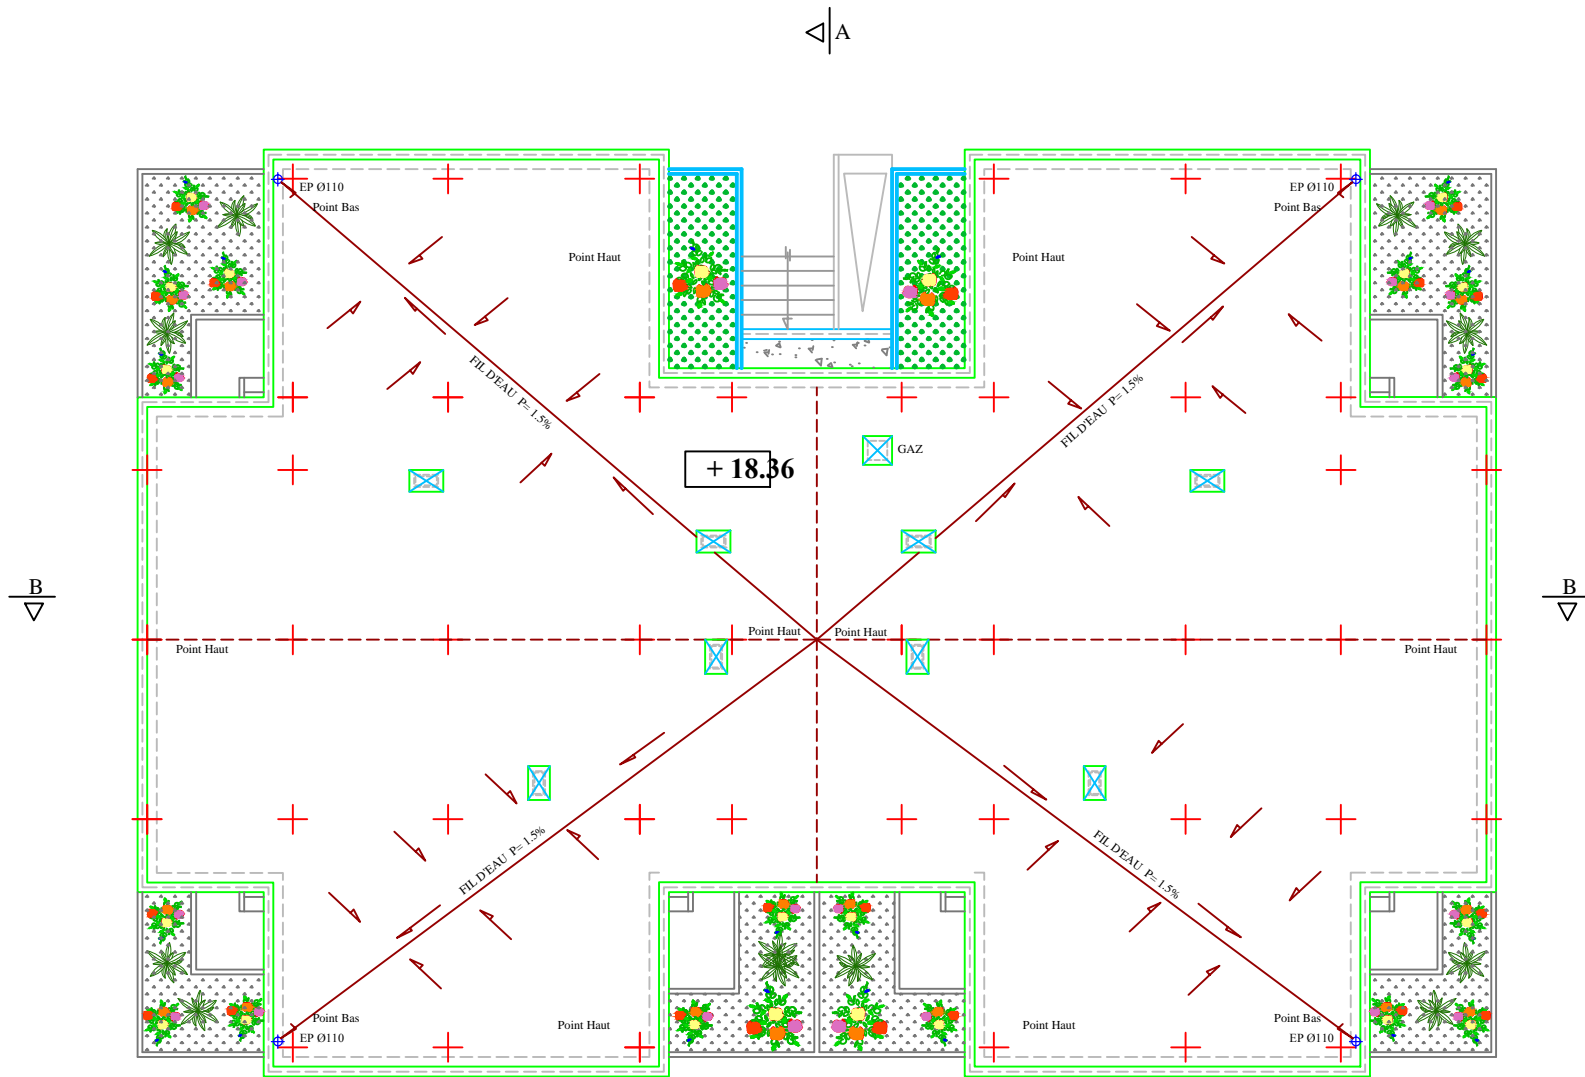 A
EP Ø110
Point Bas
EP Ø110
Point Bas
Point Haut
Point Haut
FIL D'EAU P= 1.5%
FIL D'EAU P= 1.5%
+ 18.36
GAZ
B
B
Point Haut
Point Haut
Point Haut
Point Haut
FIL D'EAU P= 1.5%
FIL D'EAU P= 1.5%
Point Bas
EP Ø110
Point Haut
Point Haut
Point Bas
EP Ø110